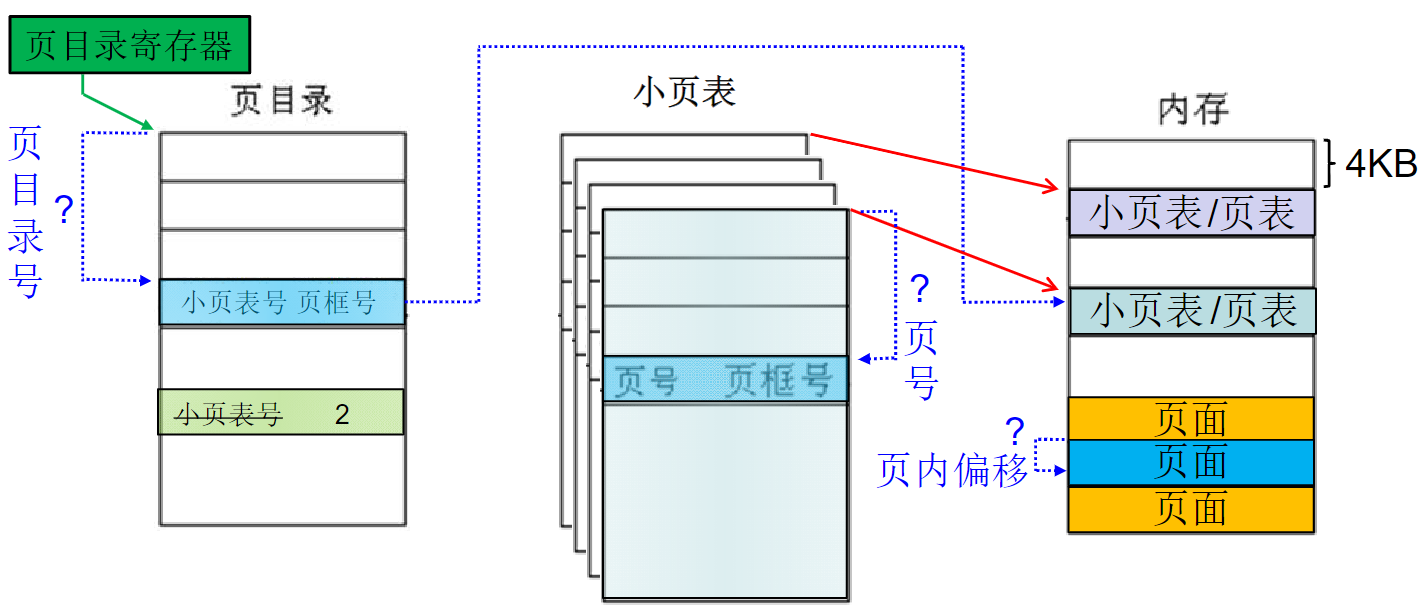 页目录寄存器
页目录
小页表
内存
4KB
页目录号
?
小页表号 页框号
小页表号 2
?
页号
页号 页框号
小页表/页表
小页表/页表
?
页内偏移
页面
页面
页面